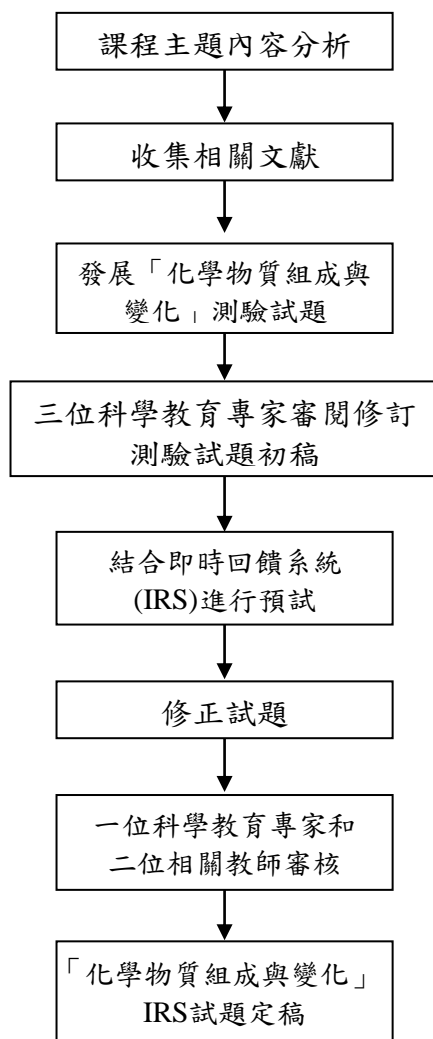 課程主題內容分析
收集相關文獻
發展「化學物質組成與
變化」測驗試題
三位科學教育專家審閱修訂
測驗試題初稿
結合即時回饋系統
(IRS)進行預試
修正試題
一位科學教育專家和
二位相關教師審核
「化學物質組成與變化」
IRS試題定稿